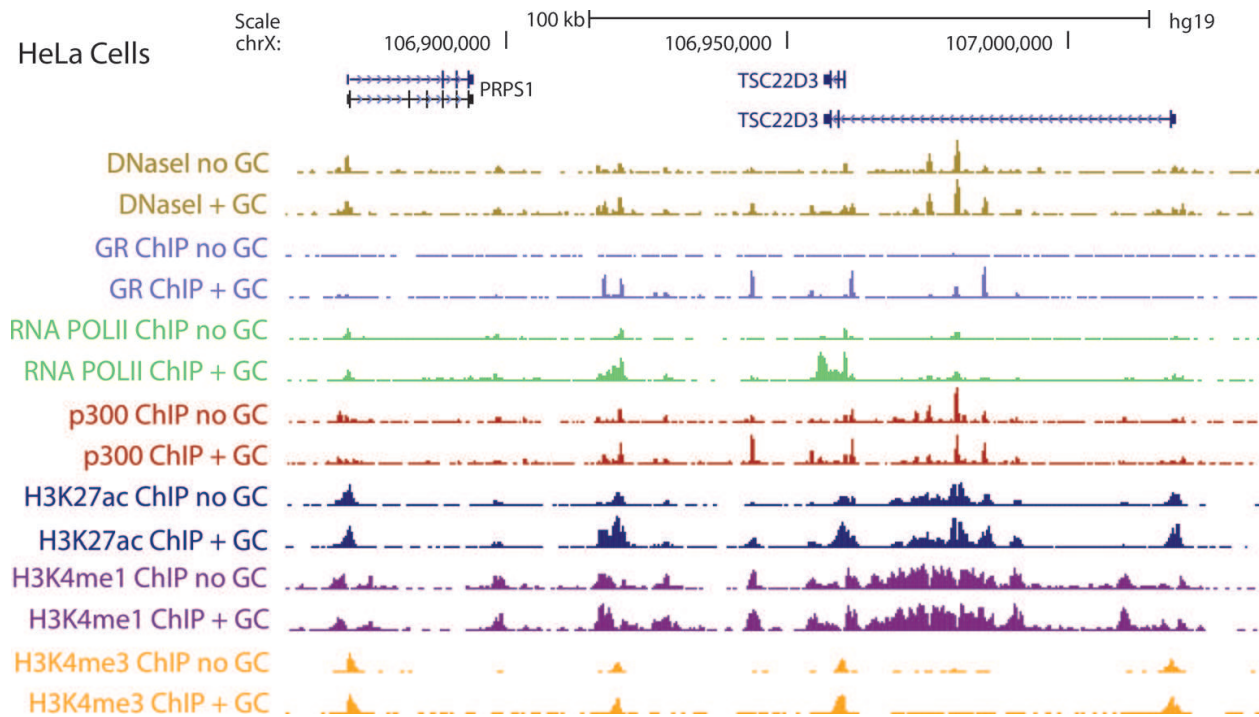 Scale 100 kb hg19
chrX: 106,900,000 106,950,000 107,000,000
HeLa Cells
TSC22D3
PRPS1
TSC22D3
DNaseI no GC
DNaseI + GC
GR ChIP no GC
GR ChIP + GC
RNA POLII ChIP no GC
RNA POLII ChIP + GC
p300 ChIP no GC
p300 ChIP + GC
H3K27ac ChIP no GC
H3K27ac ChIP + GC
H3K4me1 ChIP no GC
H3K4me1 ChIP + GC
H3K4me3 ChIP no GC
H3K4me3 ChIP + GC